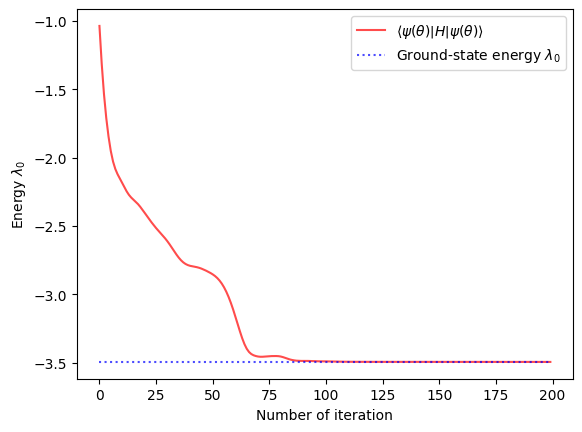 ⟨ψ(θ)|H|ψ(θ)⟩
Ground-state energy λ₀
Energy λ₀
−1.0
−1.5
−2.0
−2.5
−3.0
−3.5
0 25 50 75 100 125 150 175 200
Number of iteration